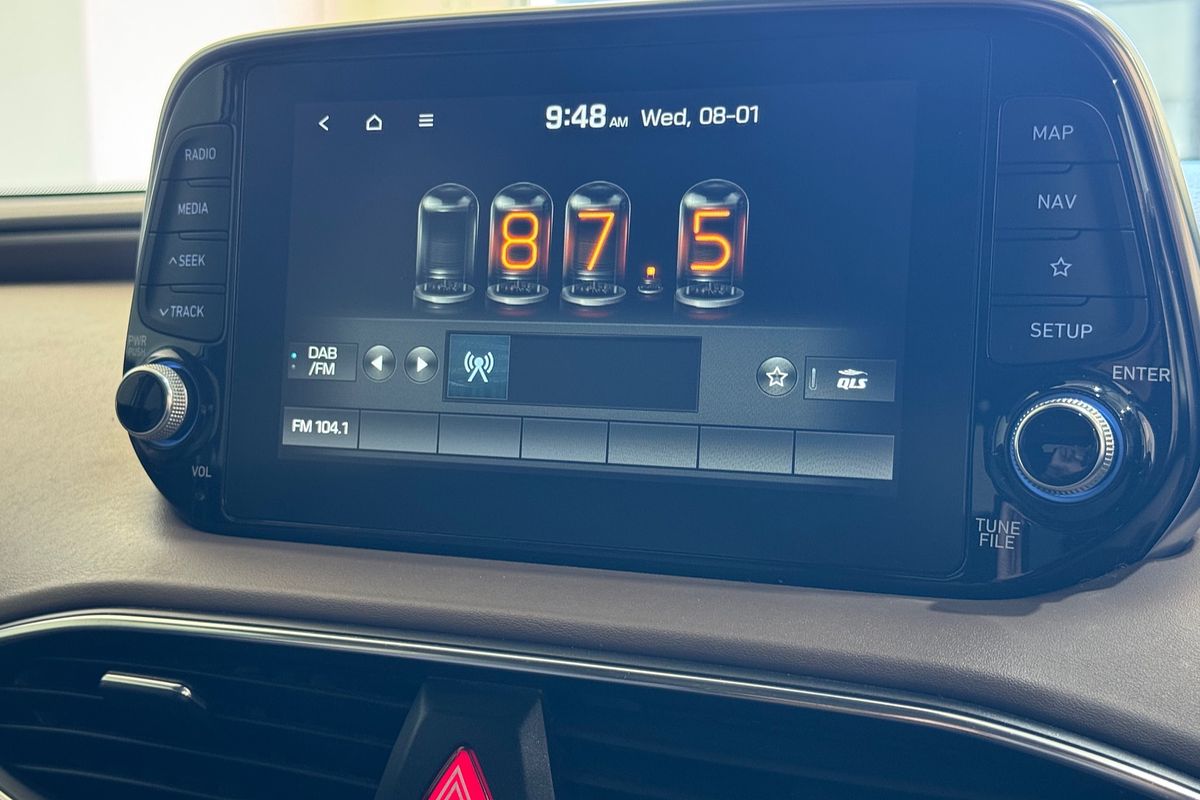 9:48 AM Wed, 08-01
RADIO
MEDIA
SEEK
TRACK
PWR
PUSH
VOL
87.5
DAB
/FM
QLS
FM 104.1
MAP
NAV
SETUP
ENTER
TUNE
FILE